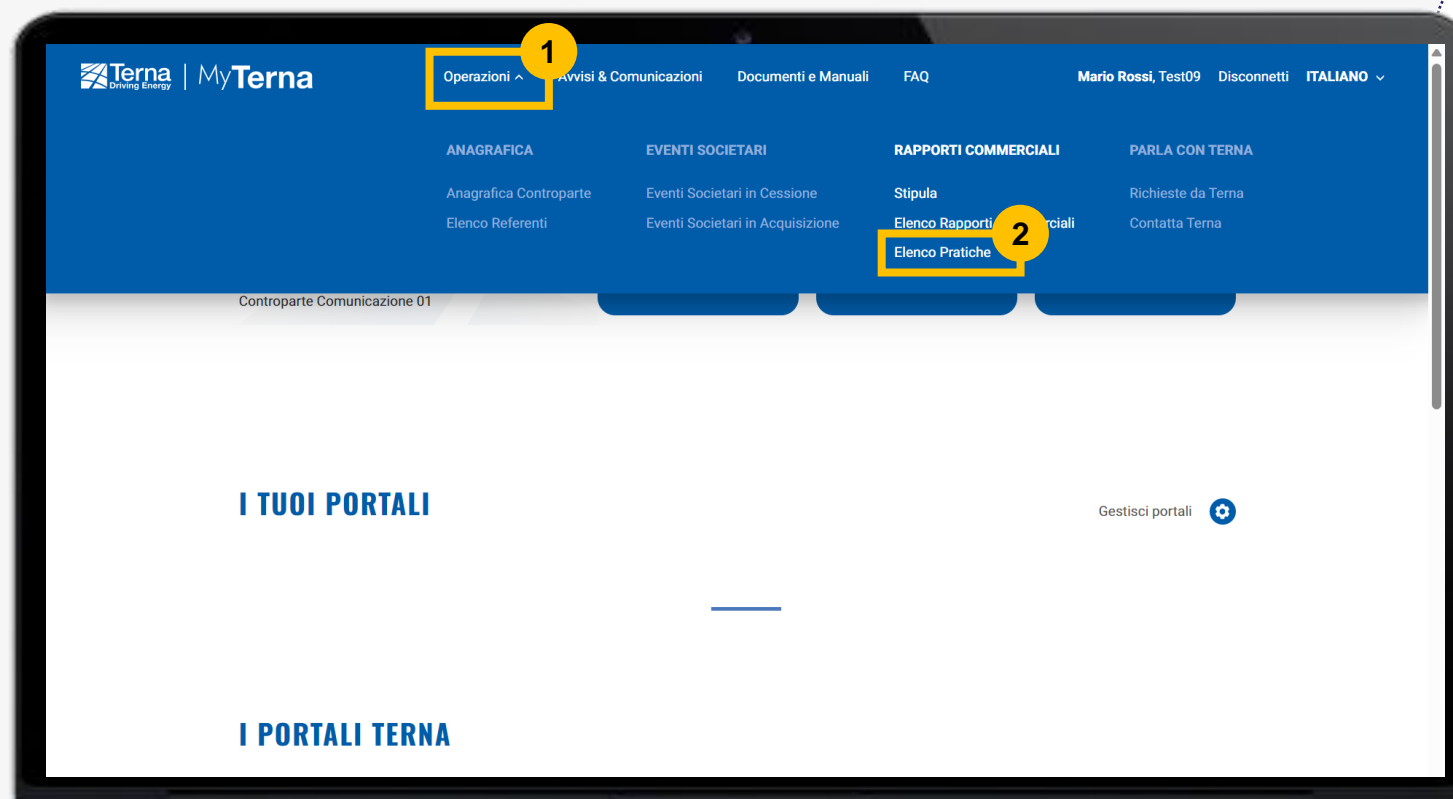 1
Terna
Driving Energy
MyTerna
Operazioni
Avvisi & Comunicazioni
Documenti e Manuali
FAQ
Mario Rossi, Test09
Disconnetti
ITALIANO
ANAGRAFICA
EVENTI SOCIETARI
RAPPORTI COMMERCIALI
PARLA CON TERNA
Anagrafica Controparte
Eventi Societari in Cessione
Stipula
Richieste da Terna
Elenco Referenti
Eventi Societari in Acquisizione
Elenco Rapporti
Contatta Terna
2
Elenco Pratiche
Controparte Comunicazione 01
I TUOI PORTALI
Gestisci portali
I PORTALI TERNA